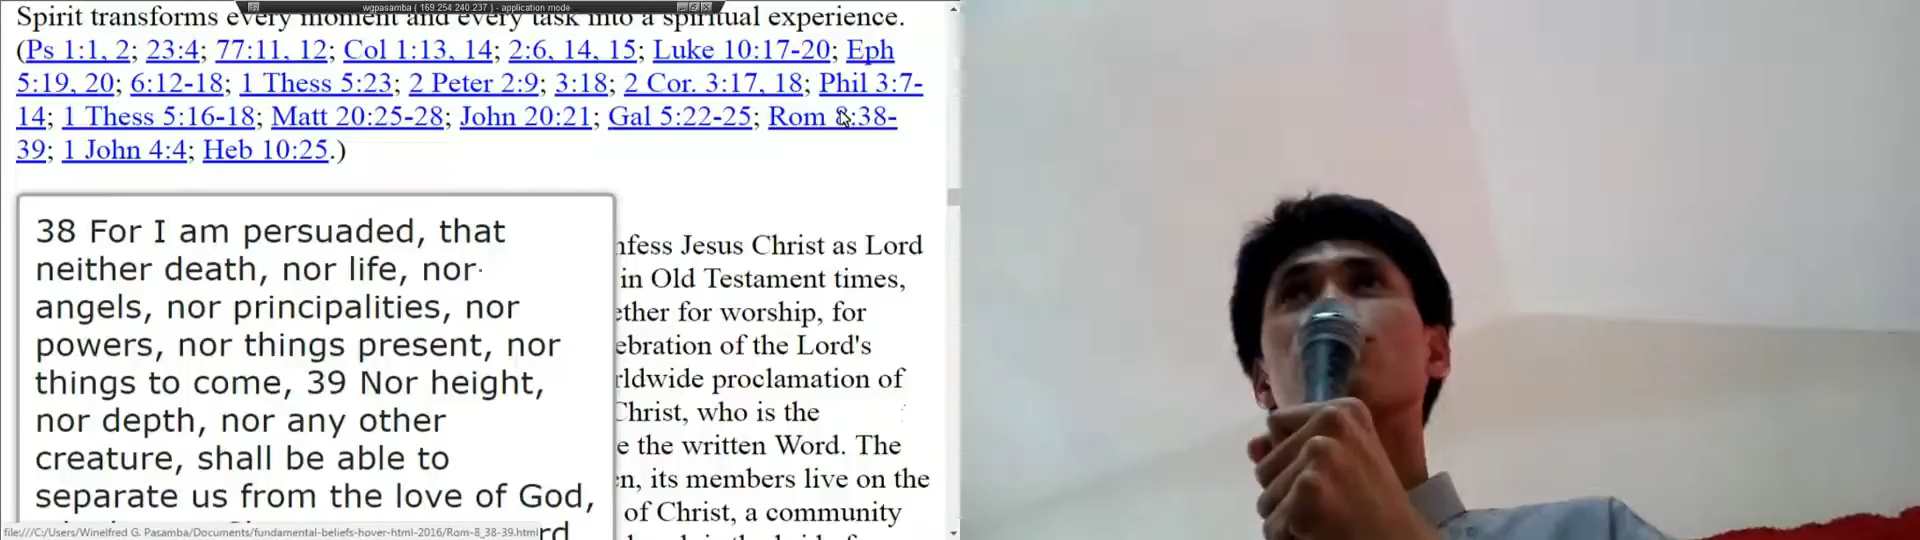 wgpasamba ( 169.254.240.237 ) - application mode
Spirit transforms every moment and every task into a spiritual experience.
(Ps 1:1, 2; 23:4; 77:11, 12; Col 1:13, 14; 2:6, 14, 15; Luke 10:17-20; Eph
5:19, 20; 6:12-18; 1 Thess 5:23; 2 Peter 2:9; 3:18; 2 Cor. 3:17, 18; Phil 3:7-
14; 1 Thess 5:16-18; Matt 20:25-28; John 20:21; Gal 5:22-25; Rom 8:38-
39; 1 John 4:4; Heb 10:25.)
38 For I am persuaded, that
neither death, nor life, nor
angels, nor principalities, nor
powers, nor things present, nor
things to come, 39 Nor height,
nor depth, nor any other
creature, shall be able to
separate us from the love of God,
rd
nfess Jesus Christ as Lord
in Old Testament times,
ether for worship, for
ebration of the Lord's
rldwide proclamation of
Christ, who is the
e the written Word. The
en, its members live on the
of Christ, a community
file:///C:/Users/Winelfred G. Pasamba/Documents/fundamental-beliefs-hover-html-2016/Rom-8_38-39.html